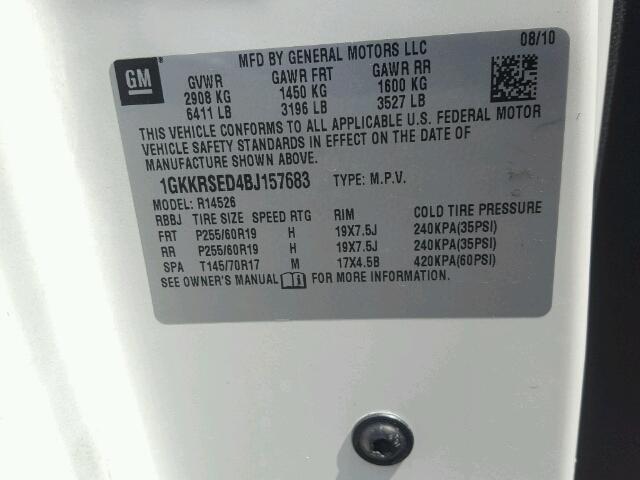 MFD BY GENERAL MOTORS LLC 08/10
GM
GVWR GAWR FRT GAWR RR
2908 KG 1450 KG 1600 KG
6411 LB 3196 LB 3527 LB
THIS VEHICLE CONFORMS TO ALL APPLICABLE U.S. FEDERAL MOTOR
VEHICLE SAFETY STANDARDS IN EFFECT ON THE DATE OF
MANUFACTURE SHOWN ABOVE.
1GKKRSED4BJ157683 TYPE: M.P.V.
MODEL: R14526
RBBJ TIRE SIZE SPEED RTG RIM COLD TIRE PRESSURE
FRT P255/60R19 H 19X7.5J 240KPA(35PSI)
RR P255/60R19 H 19X7.5J 240KPA(35PSI)
SPA T145/70R17 M 17X4.5B 420KPA(60PSI)
SEE OWNER'S MANUAL FOR MORE INFORMATION.